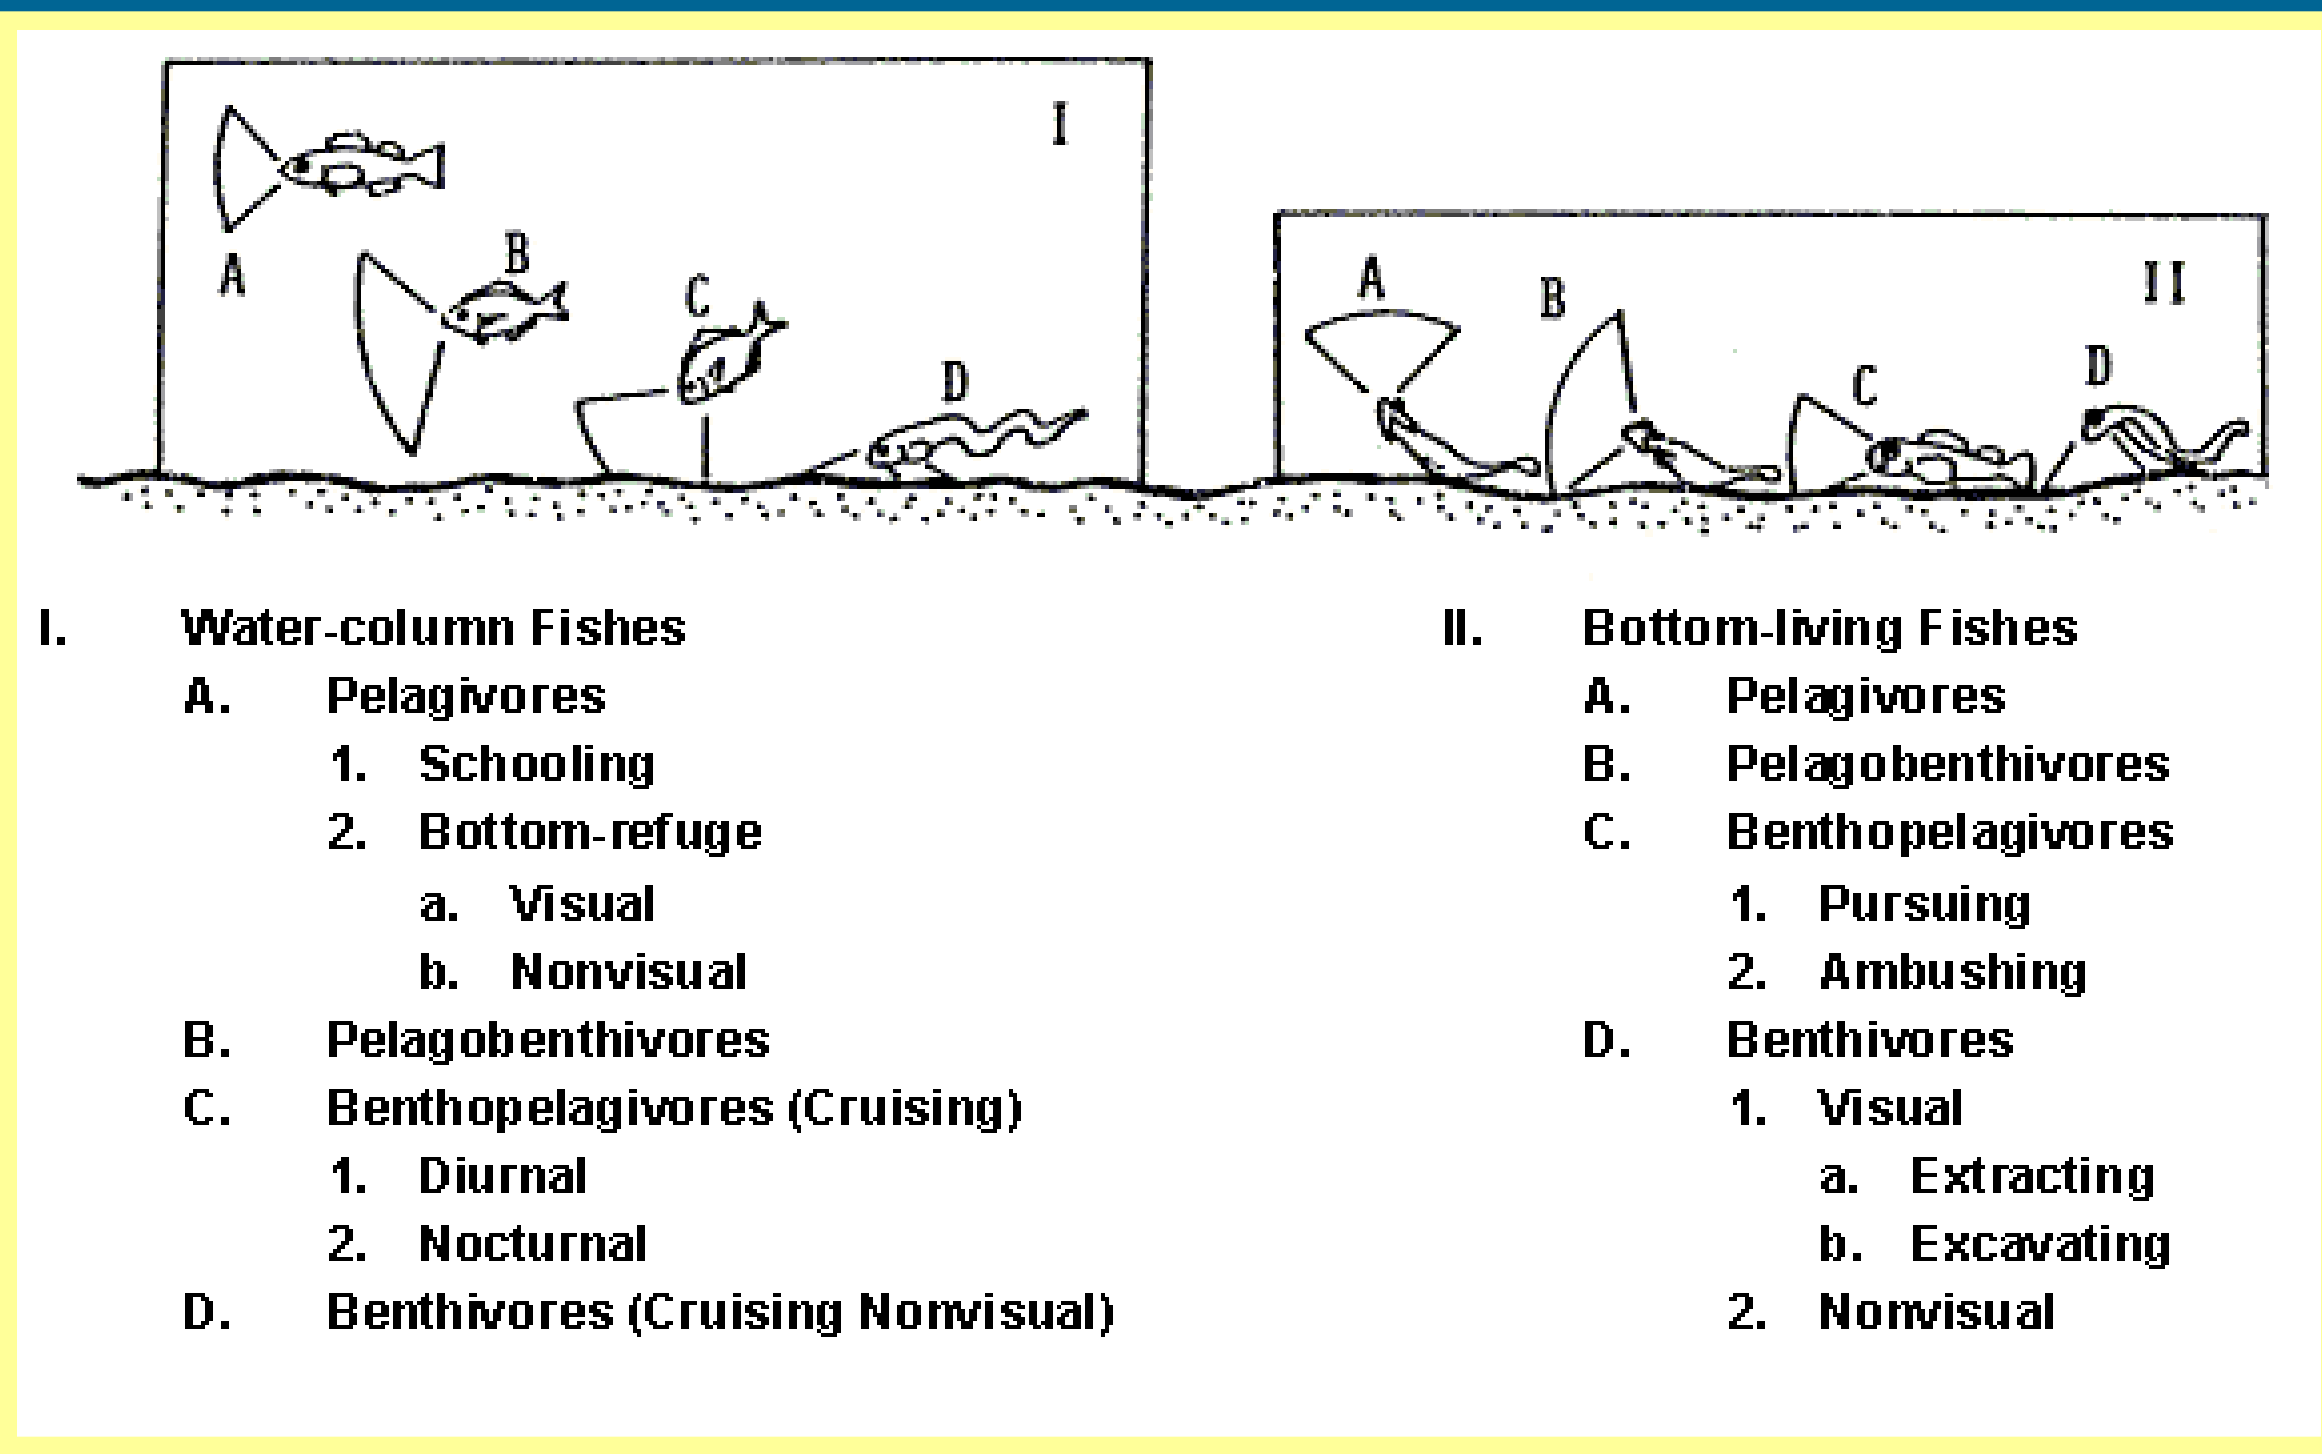 I
A
B
C
D
II
A
B
C
D
I. Water-column Fishes
A. Pelagivores
1. Schooling
2. Bottom-refuge
a. Visual
b. Nonvisual
B. Pelagobenthivores
C. Benthopelagivores (Cruising)
1. Diurnal
2. Nocturnal
D. Benthivores (Cruising Nonvisual)
II. Bottom-living Fishes
A. Pelagivores
B. Pelagobenthivores
C. Benthopelagivores
1. Pursuing
2. Ambushing
D. Benthivores
1. Visual
a. Extracting
b. Excavating
2. Nonvisual